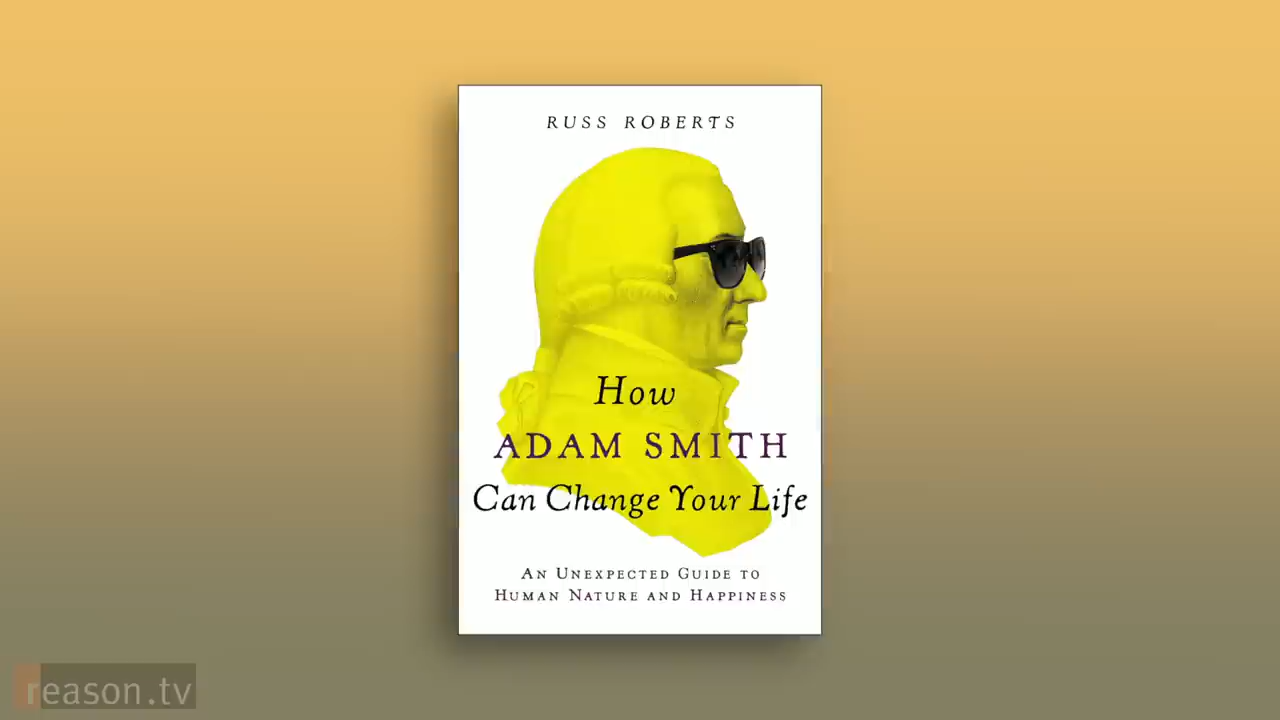 RUSS ROBERTS
How
ADAM SMITH
Can Change Your Life
AN UNEXPECTED GUIDE TO
HUMAN NATURE AND HAPPINESS
reason.tv